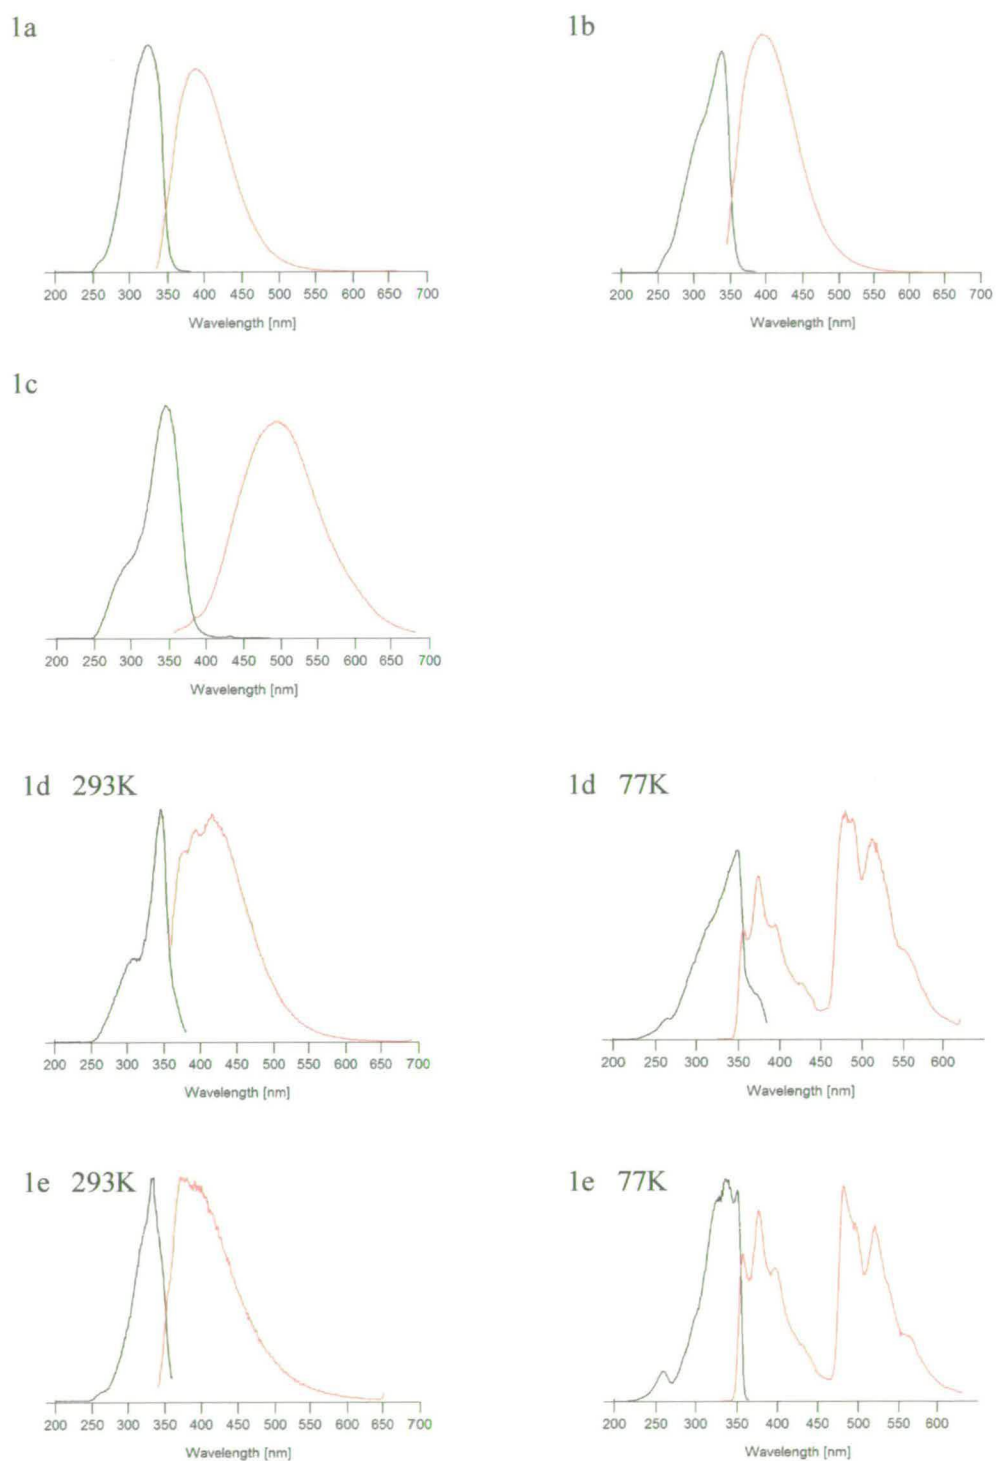 1a 1b
200 250 300 350 400 450 500 550 600 650 700 200 250 300 350 400 450 500 550 600 650 700
Wavelength [nm] Wavelength [nm]
1c
200 250 300 350 400 450 500 550 600 650 700
Wavelength [nm]
1d 293K 1d 77K
200 250 300 350 400 450 500 550 600 650 700 200 250 300 350 400 450 500 550 600
Wavelength [nm] Wavelength [nm]
1e 293K 1e 77K
200 250 300 350 400 450 500 550 600 650 700 200 250 300 350 400 450 500 550 600
Wavelength [nm] Wavelength [nm]